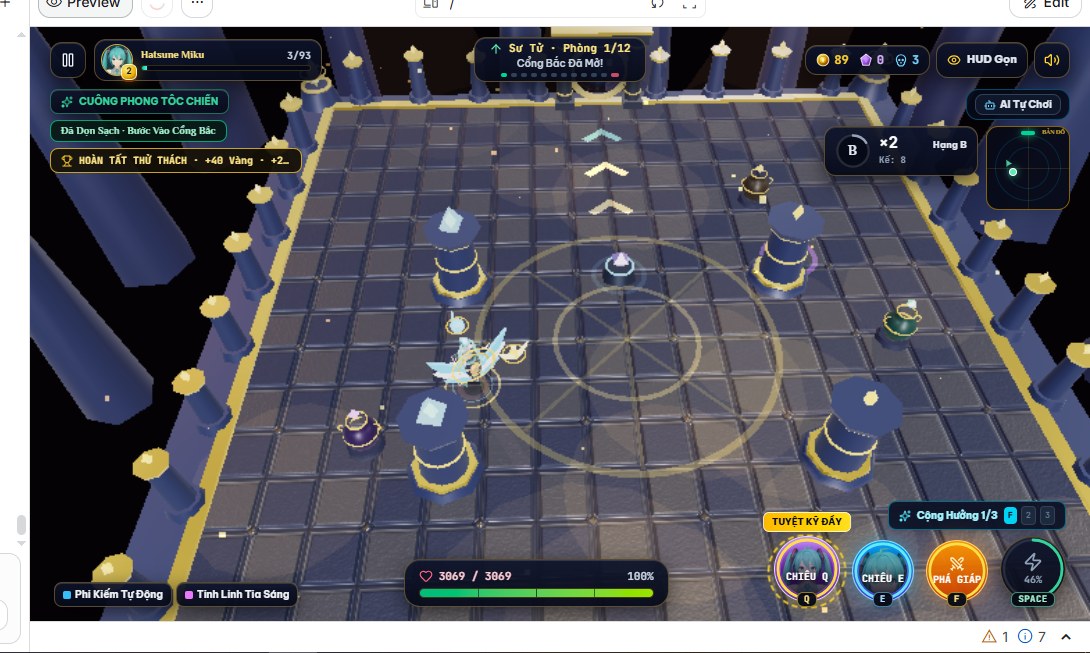 Preview
/
Edit
Hatsune Miku
3/93
2
CUỒNG PHONG TỐC CHIẾN
Đã Dọn Sạch · Bước Vào Cổng Bắc
HOÀN TẤT THỬ THÁCH · +40 Vàng · +2…
Sư Tử · Phòng 1/12
Cổng Bắc Đã Mở!
89
0
3
HUD Gọn
AI Tự Chơi
B
×2
Hạng B
Kế: 8
BẢN ĐỒ
Cộng Hưởng 1/3
F
2
3
TUYỆT KỸ ĐẦY
CHIÊU Q
Q
CHIÊU E
E
PHÁ GIÁP
F
46%
SPACE
3069 / 3069
100%
Phi Kiếm Tự Động
Tinh Linh Tia Sáng
1
7